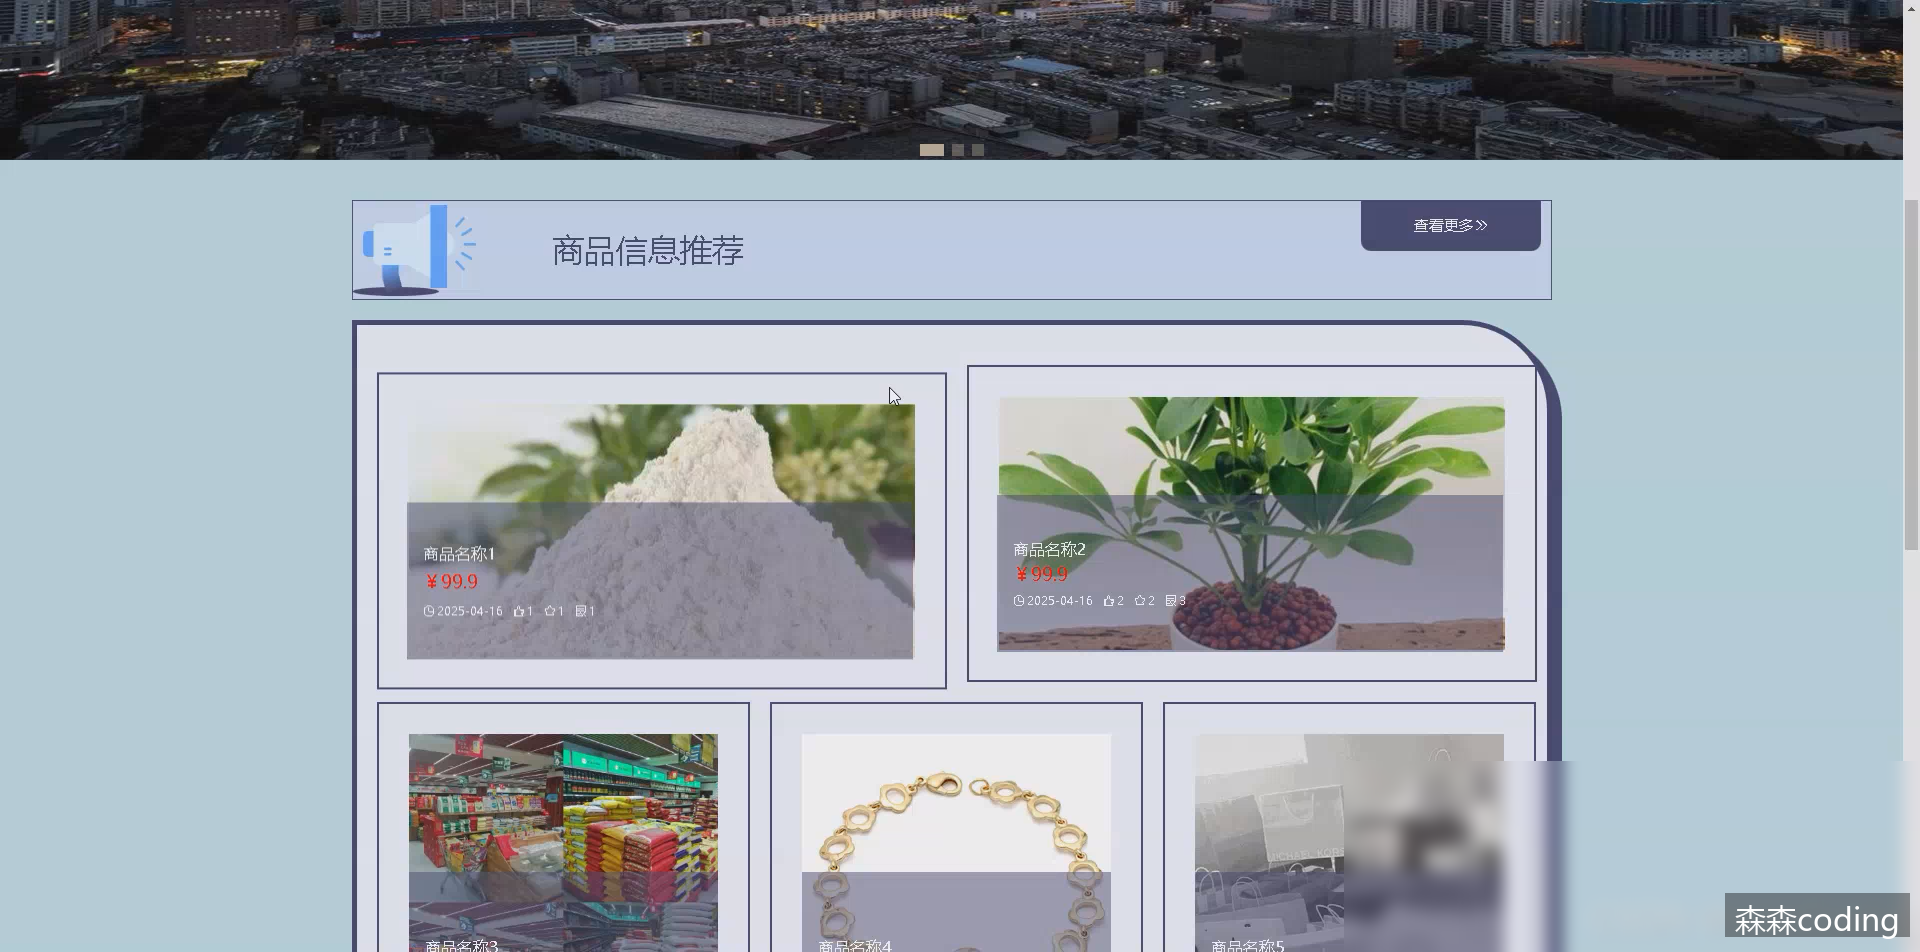 商品信息推荐
查看更多
商品名称1
￥99.9
2025-04-16 1 1 1
商品名称2
￥99.9
2025-04-16 2 2 3
MICHAEL KORS
商品名称3
商品名称4
商品名称5
森森coding